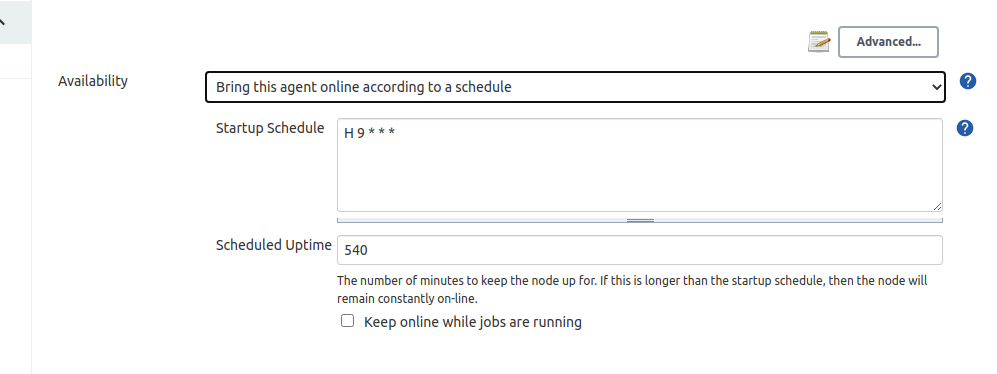 Advanced...
Availability
Bring this agent online according to a schedule
Startup Schedule
H 9 * * *
Scheduled Uptime
540
The number of minutes to keep the node up for. If this is longer than the startup schedule, then the node will
remain constantly on-line.
Keep online while jobs are running